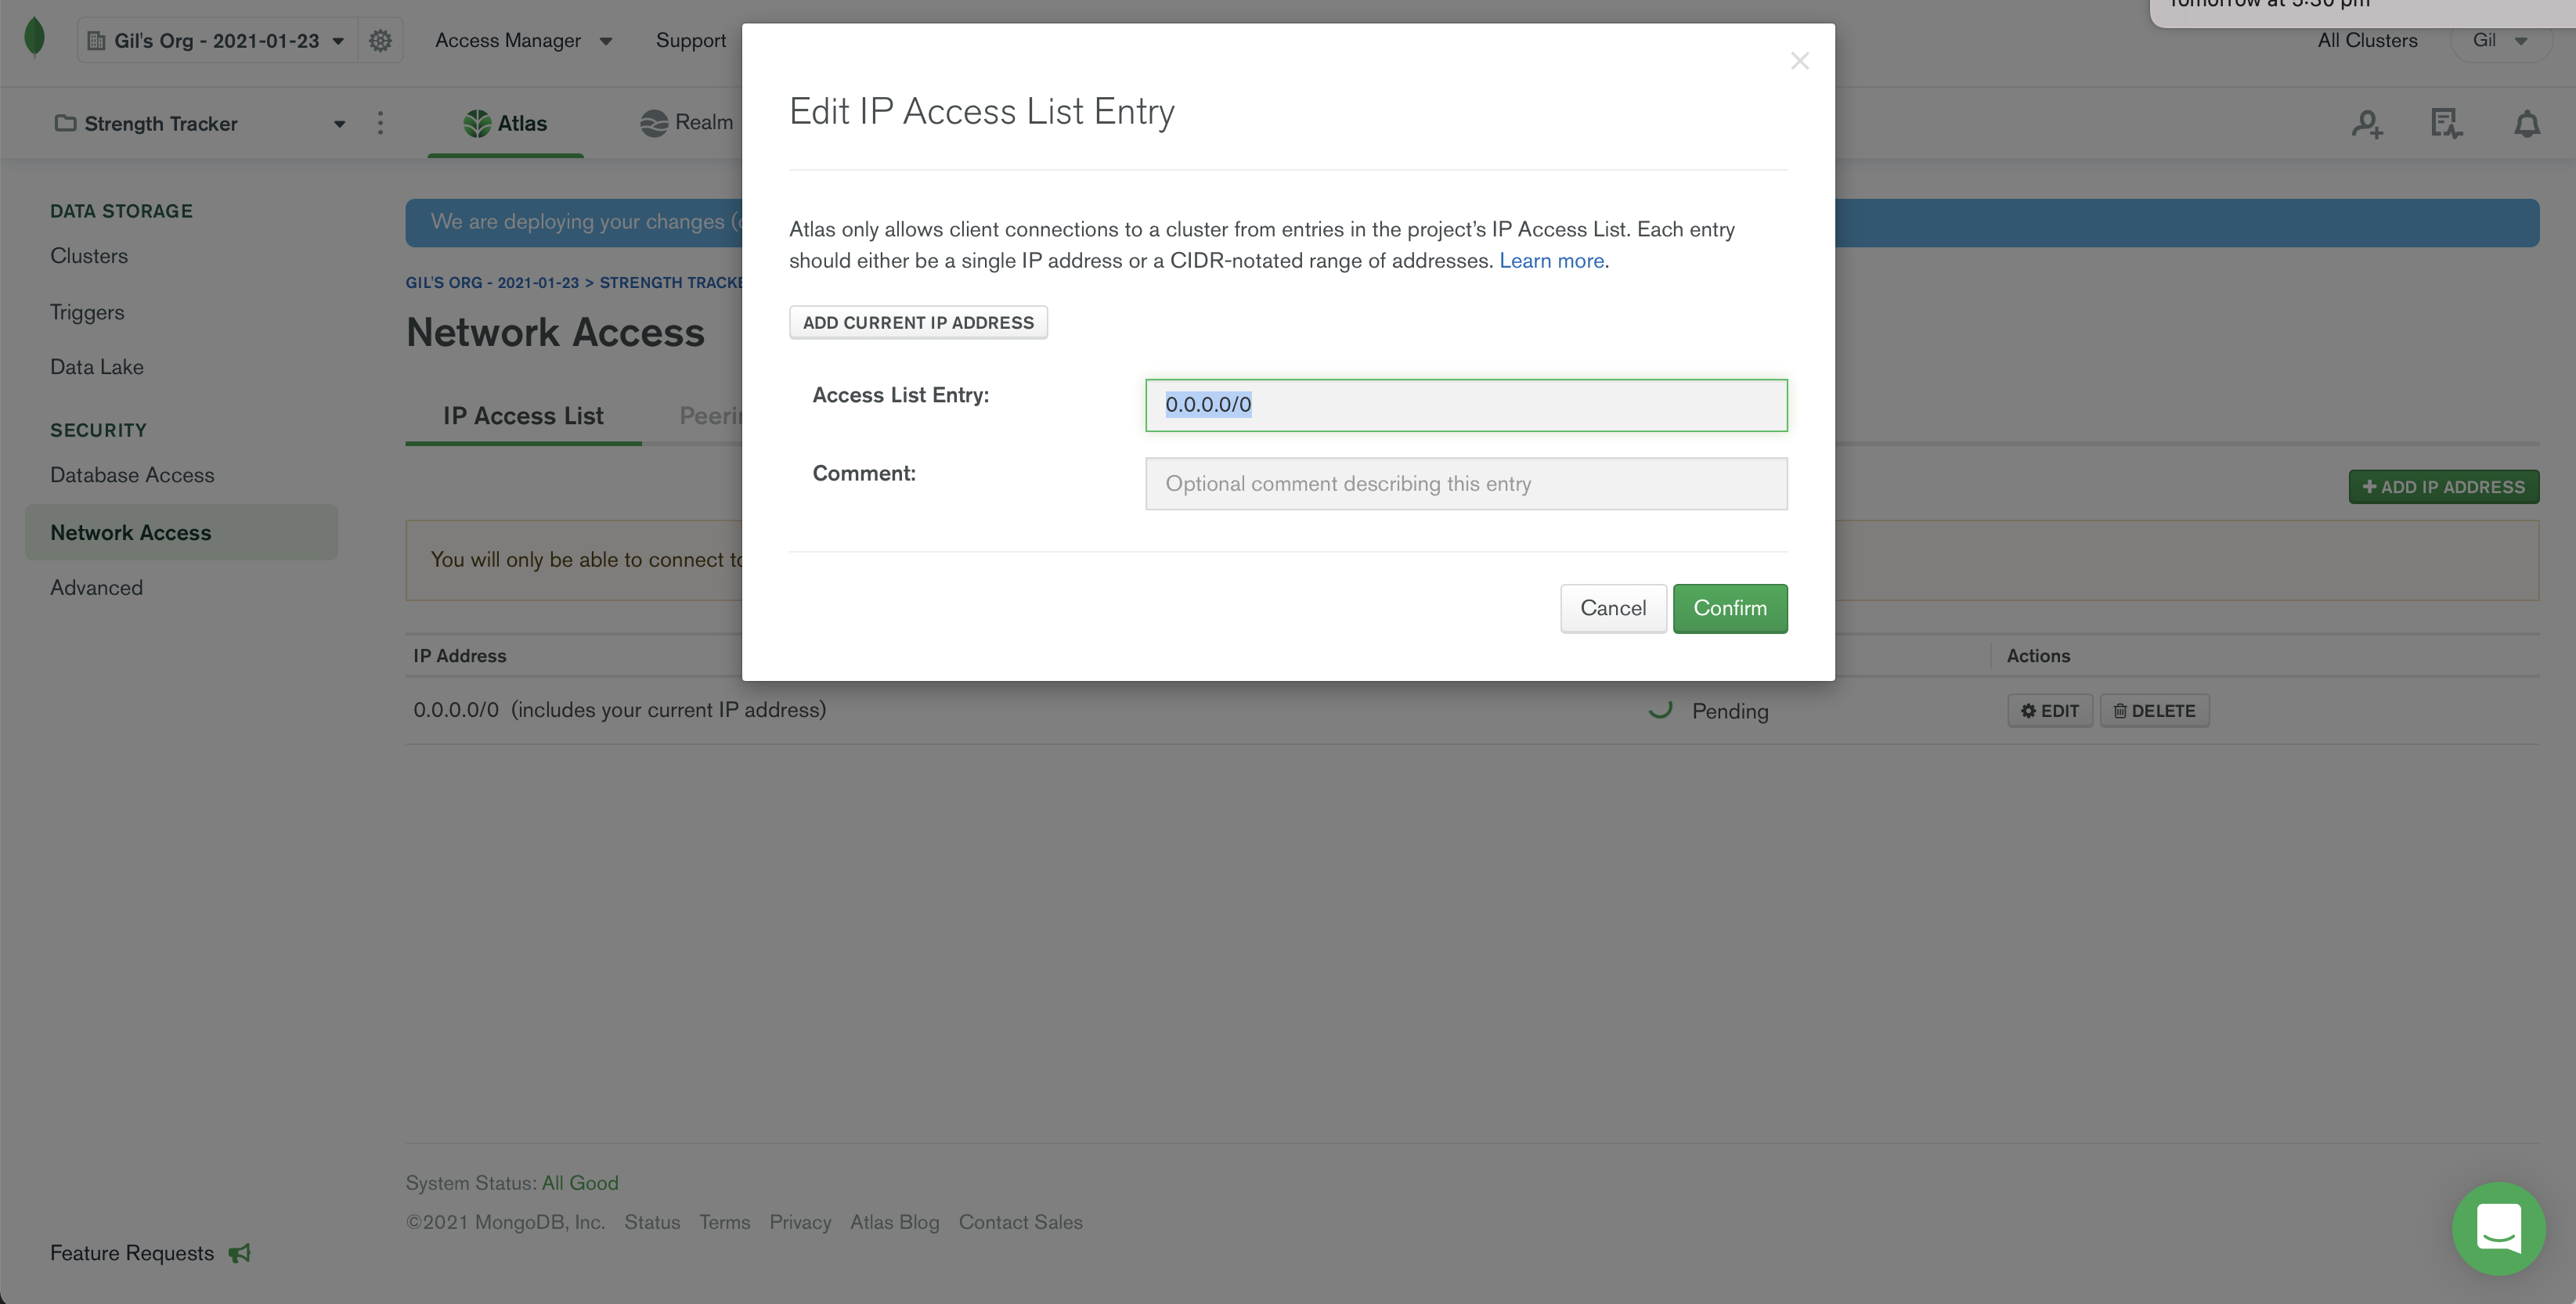 Tomorrow at 5:30 pm
Gil's Org - 2021-01-23
Access Manager
Support
All Clusters
Gil
Strength Tracker
Atlas
Realm
DATA STORAGE
Clusters
Triggers
Data Lake
SECURITY
Database Access
Network Access
Advanced
Feature Requests
We are deploying your changes (
GIL'S ORG - 2021-01-23 > STRENGTH TRACKE
Network Access
IP Access List
Peeri
+ ADD IP ADDRESS
You will only be able to connect to
IP Address
Actions
0.0.0.0/0 (includes your current IP address)
Pending
EDIT
DELETE
Edit IP Access List Entry
Atlas only allows client connections to a cluster from entries in the project's IP Access List. Each entry
should either be a single IP address or a CIDR-notated range of addresses. Learn more.
ADD CURRENT IP ADDRESS
Access List Entry:
0.0.0.0/0
Comment:
Optional comment describing this entry
Cancel
Confirm
System Status: All Good
©2021 MongoDB, Inc. Status Terms Privacy Atlas Blog Contact Sales